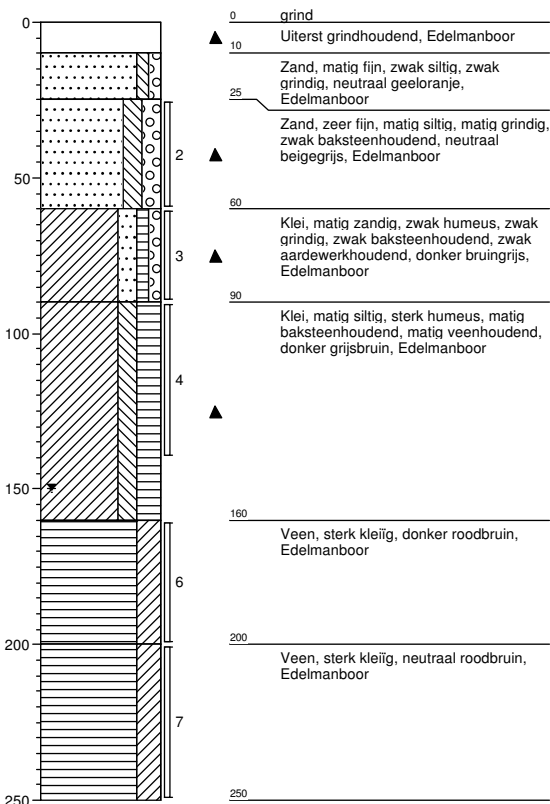 0
50
100
150
200
250
2
3
4
6
7
0
grind
Uiterst grindhoudend, Edelmanboor
10
Zand, matig fijn, zwak siltig, zwak
grindig, neutraal geeloranje,
Edelmanboor
25
Zand, zeer fijn, matig siltig, matig grindig,
zwak baksteenhoudend, neutraal
beigegrijs, Edelmanboor
60
Klei, matig zandig, zwak humeus, zwak
grindig, zwak baksteenhoudend, zwak
aardewerkhoudend, donker bruingrijs,
Edelmanboor
90
Klei, matig siltig, sterk humeus, matig
baksteenhoudend, matig veenhoudend,
donker grijsbruin, Edelmanboor
160
Veen, sterk kleiïg, donker roodbruin,
Edelmanboor
200
Veen, sterk kleiïg, neutraal roodbruin,
Edelmanboor
250